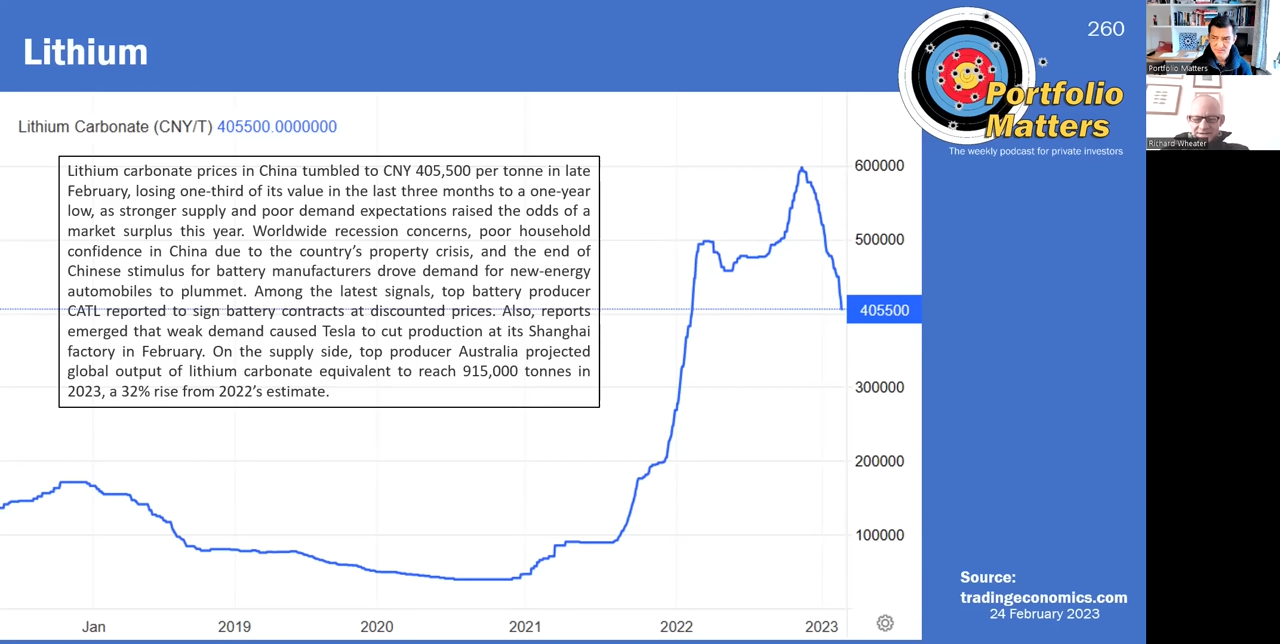 Lithium
260
Portfolio Matters
Richard Wheater
Portfolio
Matters
The weekly podcast for private investors
Lithium Carbonate (CNY/T) 405500.0000000
Lithium carbonate prices in China tumbled to CNY 405,500 per tonne in late
February, losing one-third of its value in the last three months to a one-year
low, as stronger supply and poor demand expectations raised the odds of a
market surplus this year. Worldwide recession concerns, poor household
confidence in China due to the country’s property crisis, and the end of
Chinese stimulus for battery manufacturers drove demand for new-energy
automobiles to plummet. Among the latest signals, top battery producer
CATL reported to sign battery contracts at discounted prices. Also, reports
emerged that weak demand caused Tesla to cut production at its Shanghai
factory in February. On the supply side, top producer Australia projected
global output of lithium carbonate equivalent to reach 915,000 tonnes in
2023, a 32% rise from 2022’s estimate.
600000
500000
405500
300000
200000
100000
Jan 2019 2020 2021 2022 2023
Source:
tradingeconomics.com
24 February 2023